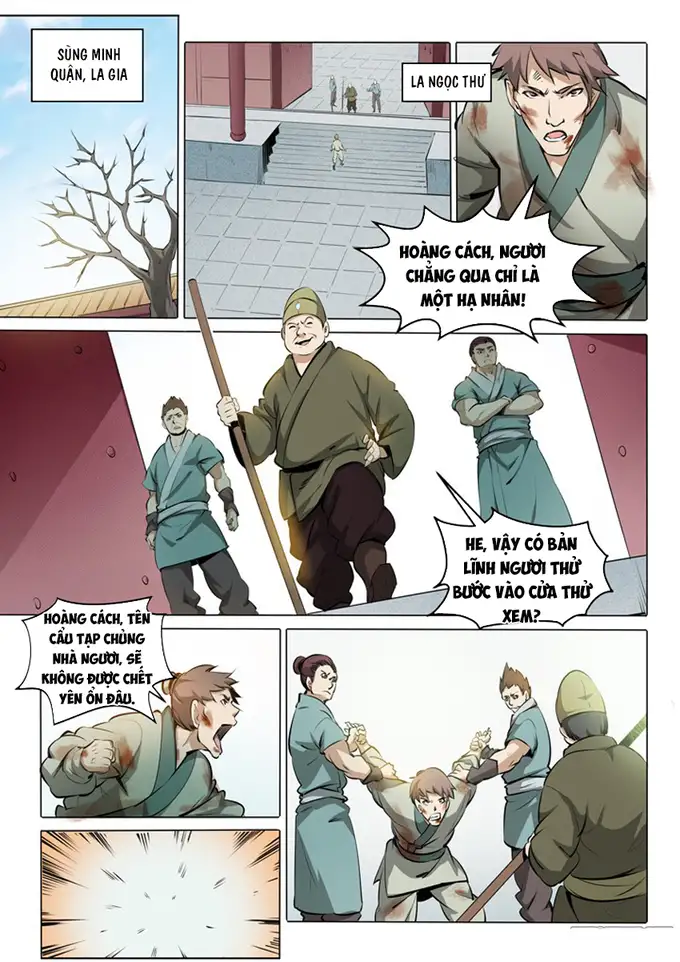 SÙNG MINH
QUẬN, LA GIA
LA NGỌC THƯ
HOÀNG CÁCH, NGƯƠI
CHẲNG QUA CHỈ LÀ
MỘT HẠ NHÂN!
HE, VẬY CÓ BẢN
LĨNH NGƯƠI THỬ
BƯỚC VÀO CỬA THỬ
XEM?
HOÀNG CÁCH, TÊN
CẨU TẠP CHỦNG
NHÀ NGƯƠI, SẼ
KHÔNG ĐƯỢC CHẾT
YÊN ỔN ĐÂU.